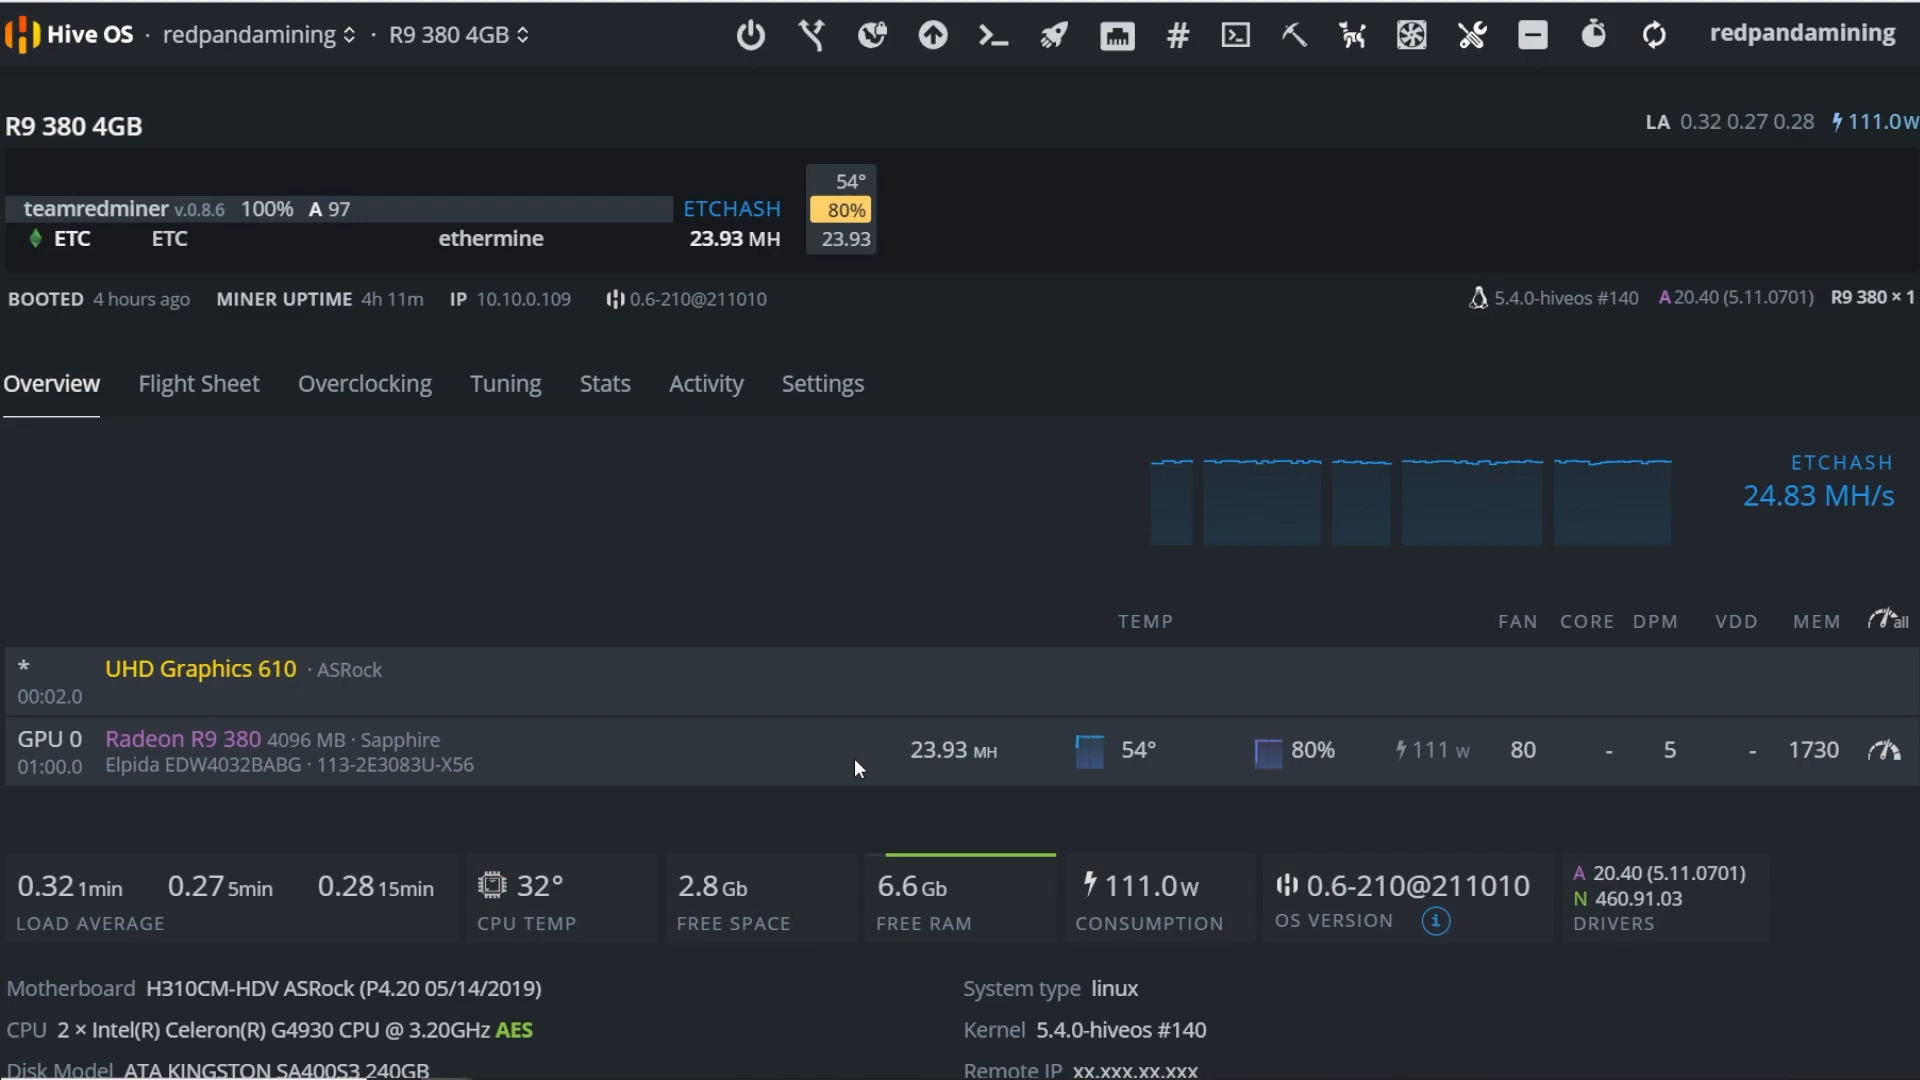 Hive OS · redpandamining · R9 380 4GB redpandamining
R9 380 4GB
LA 0.32 0.27 0.28 111.0W
54°
teamredminer v.0.8.6 100% A 97 ETCHASH 80%
ETC ETC ethermine 23.93 MH 23.93
BOOTED 4 hours ago MINER UPTIME 4h 11m IP 10.10.0.109 0.6-210@211010 5.4.0-hiveos #140 A 20.40 (5.11.0701) R9 380 × 1
Overview Flight Sheet Overclocking Tuning Stats Activity Settings
ETCHASH
24.83 MH/s
TEMP FAN CORE DPM VDD MEM all
* UHD Graphics 610 · ASRock
00:02.0
GPU 0 Radeon R9 380 4096 MB · Sapphire 23.93 MH 54° 80% 111 W 80 - 5 - 1730
01:00.0 Elpida EDW4032BABG · 113-2E3083U-X56
0.32 1min 0.27 5min 0.28 15min 32° 2.8 Gb 6.6 Gb 111.0 W 0.6-210@211010 A 20.40 (5.11.0701)
N 460.91.03
LOAD AVERAGE CPU TEMP FREE SPACE FREE RAM CONSUMPTION OS VERSION i DRIVERS
Motherboard H310CM-HDV ASRock (P4.20 05/14/2019) System type linux
CPU 2 × Intel(R) Celeron(R) G4930 CPU @ 3.20GHz AES Kernel 5.4.0-hiveos #140
Disk Model ATA KINGSTON SA400S3 240GB Remote IP xx.xxx.xx.xxx